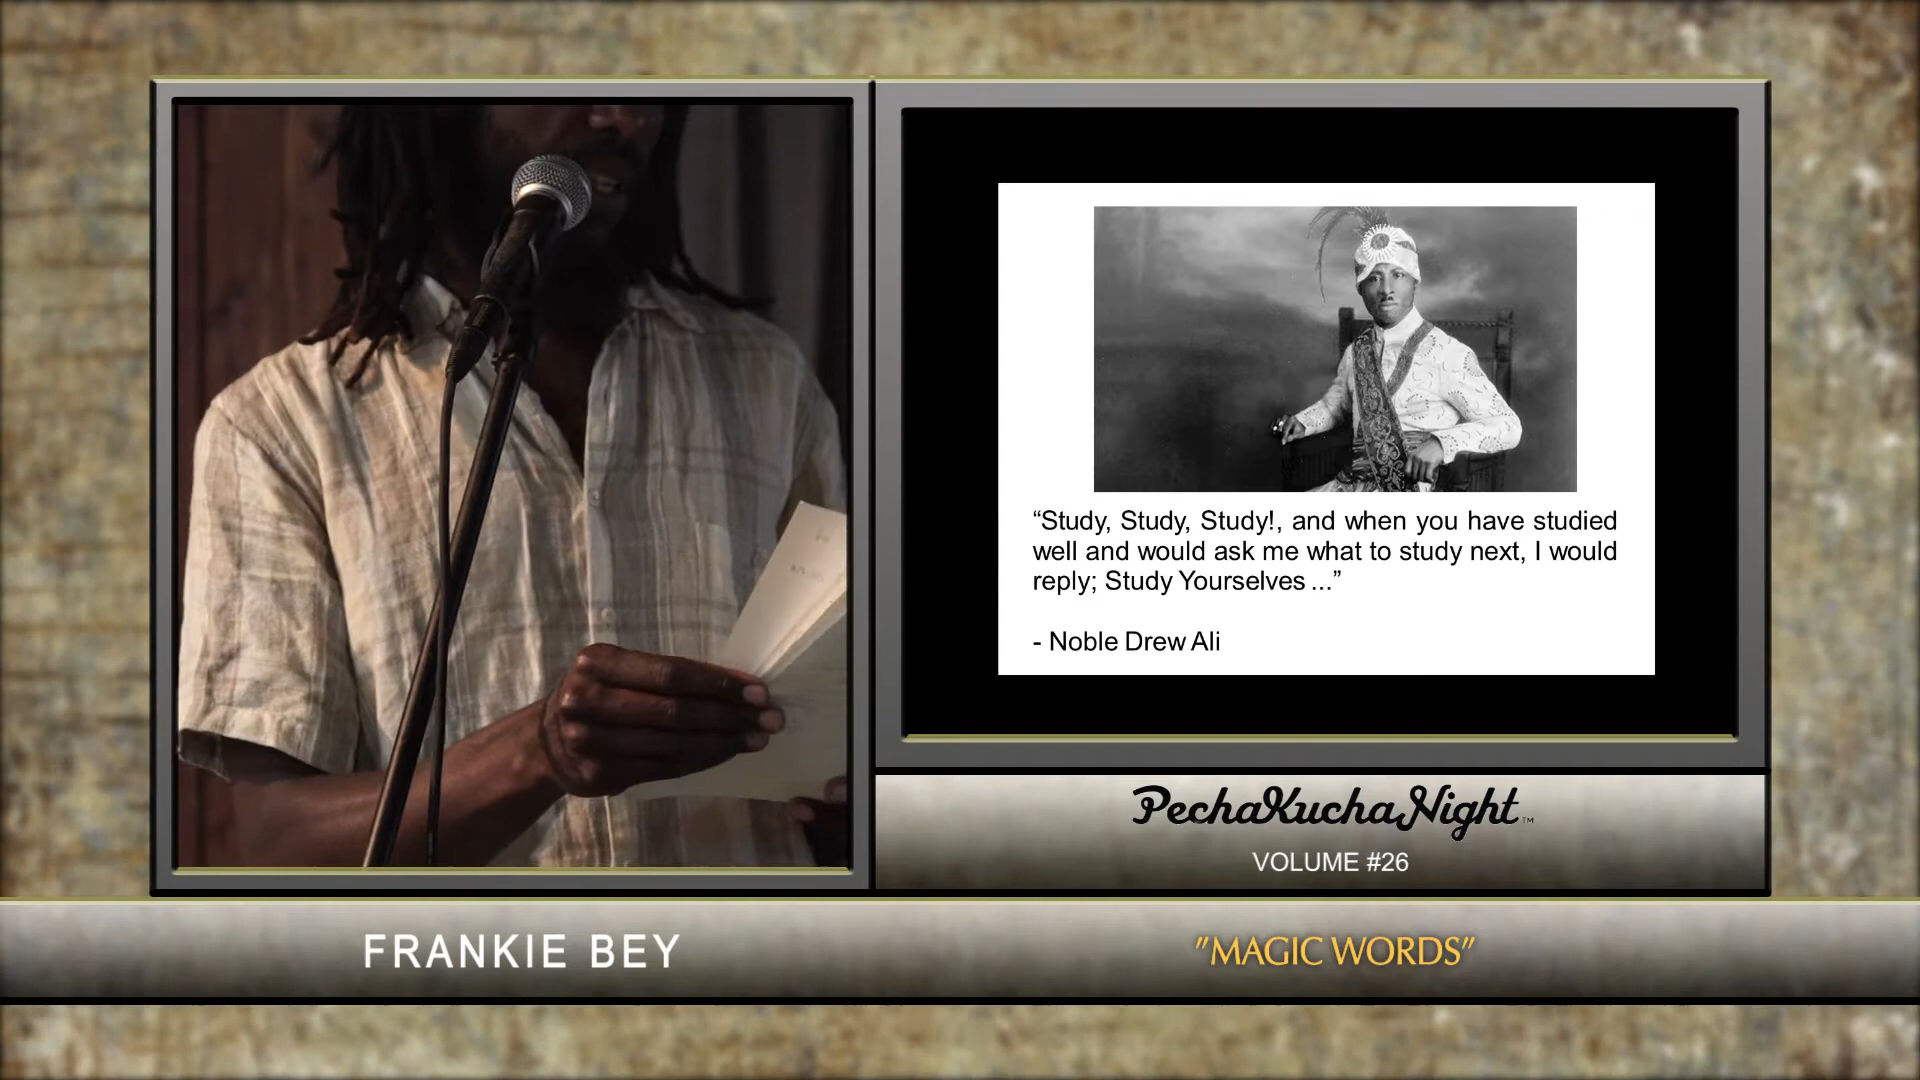 “Study, Study, Study!, and when you have studied
well and would ask me what to study next, I would
reply; Study Yourselves ...”
- Noble Drew Ali
PechaKuchaNight™
VOLUME #26
FRANKIE BEY
"MAGIC WORDS"